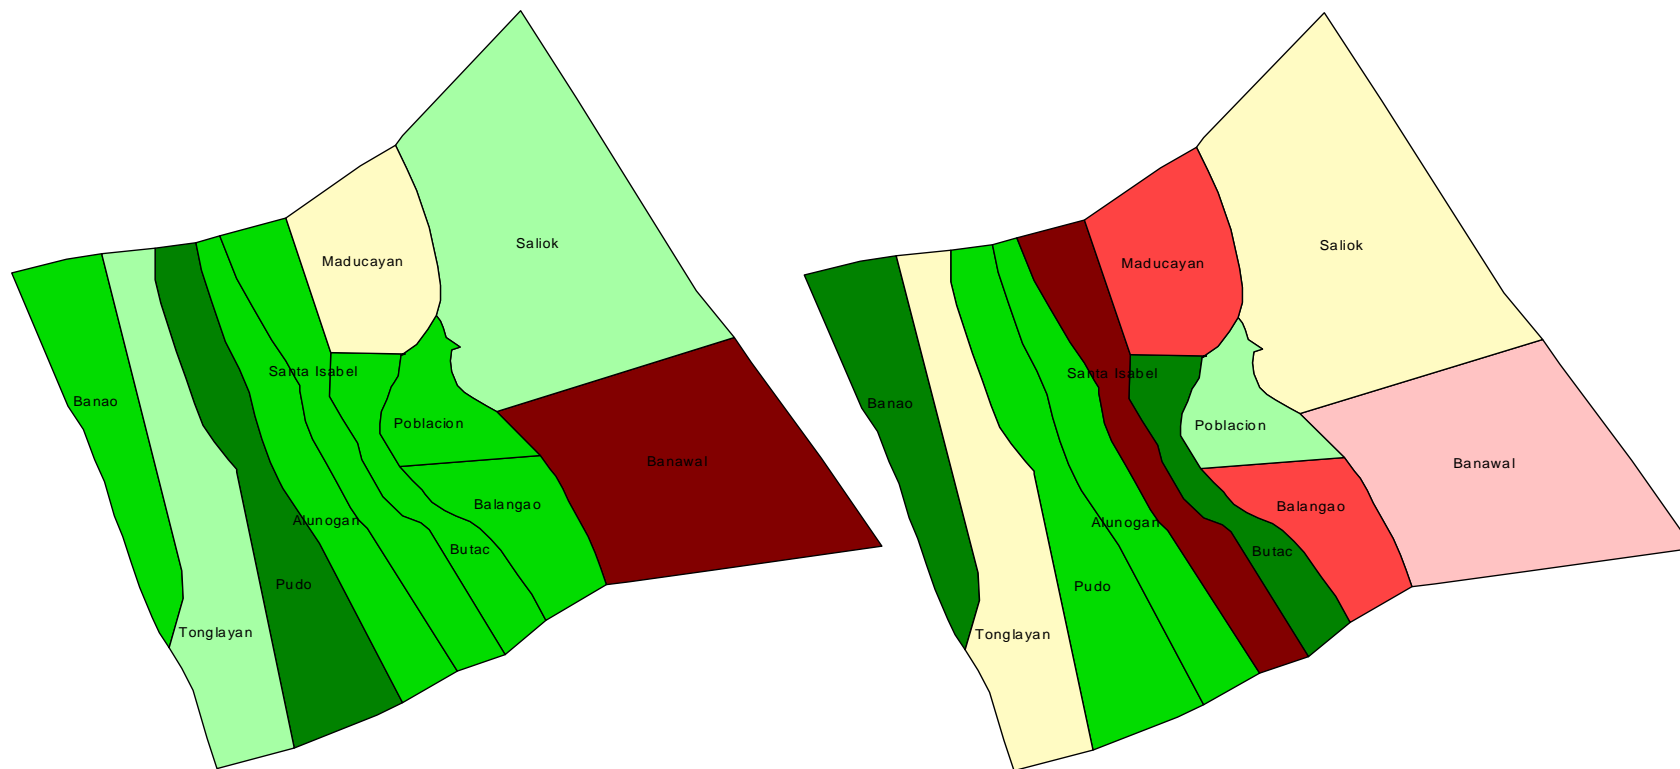 Saliok
Maducayan
Santa Isabel
Banao
Poblacion
Banawal
Balangao
Alunogan
Butac
Pudo
Tonglayan
Saliok
Maducayan
Santa Isabel
Banao
Poblacion
Banawal
Balangao
Alunogan
Butac
Pudo
Tonglayan